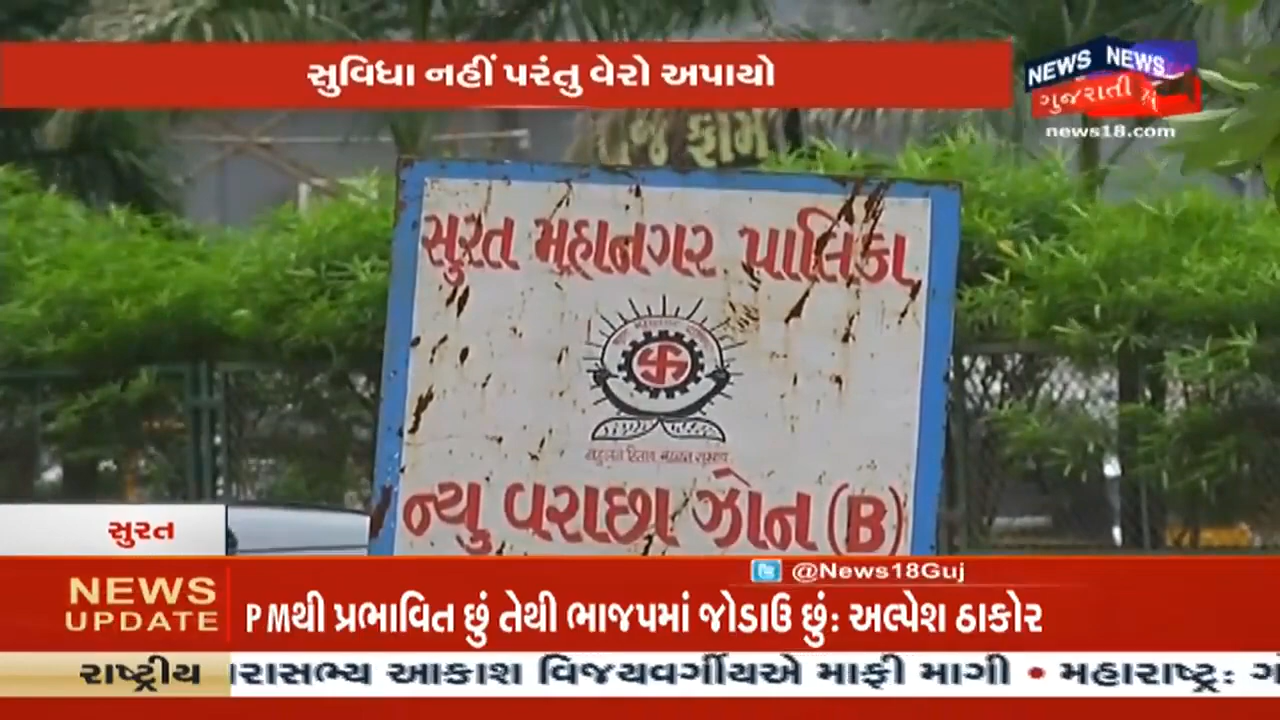 સુવિધા નહીં પરંતુ વેરો અપાયો
NEWS NEWS
ગુજરાતી
news18.com
ફોર્મ
સુરત મહાનગર પાલિકા
ન્યુ વરાછા ઝોન (B)
સુરત
@News18Guj
NEWS UPDATE
PMથી પ્રભાવિત છું તેથી ભાજપમાં જોડાઉ છું: અલ્પેશ ઠાકોર
રાષ્ટ્રીય
રાસભ્ય આકાશ વિજયવર્ગીયએ માફી માગી • મહારાષ્ટ્ર: ગ